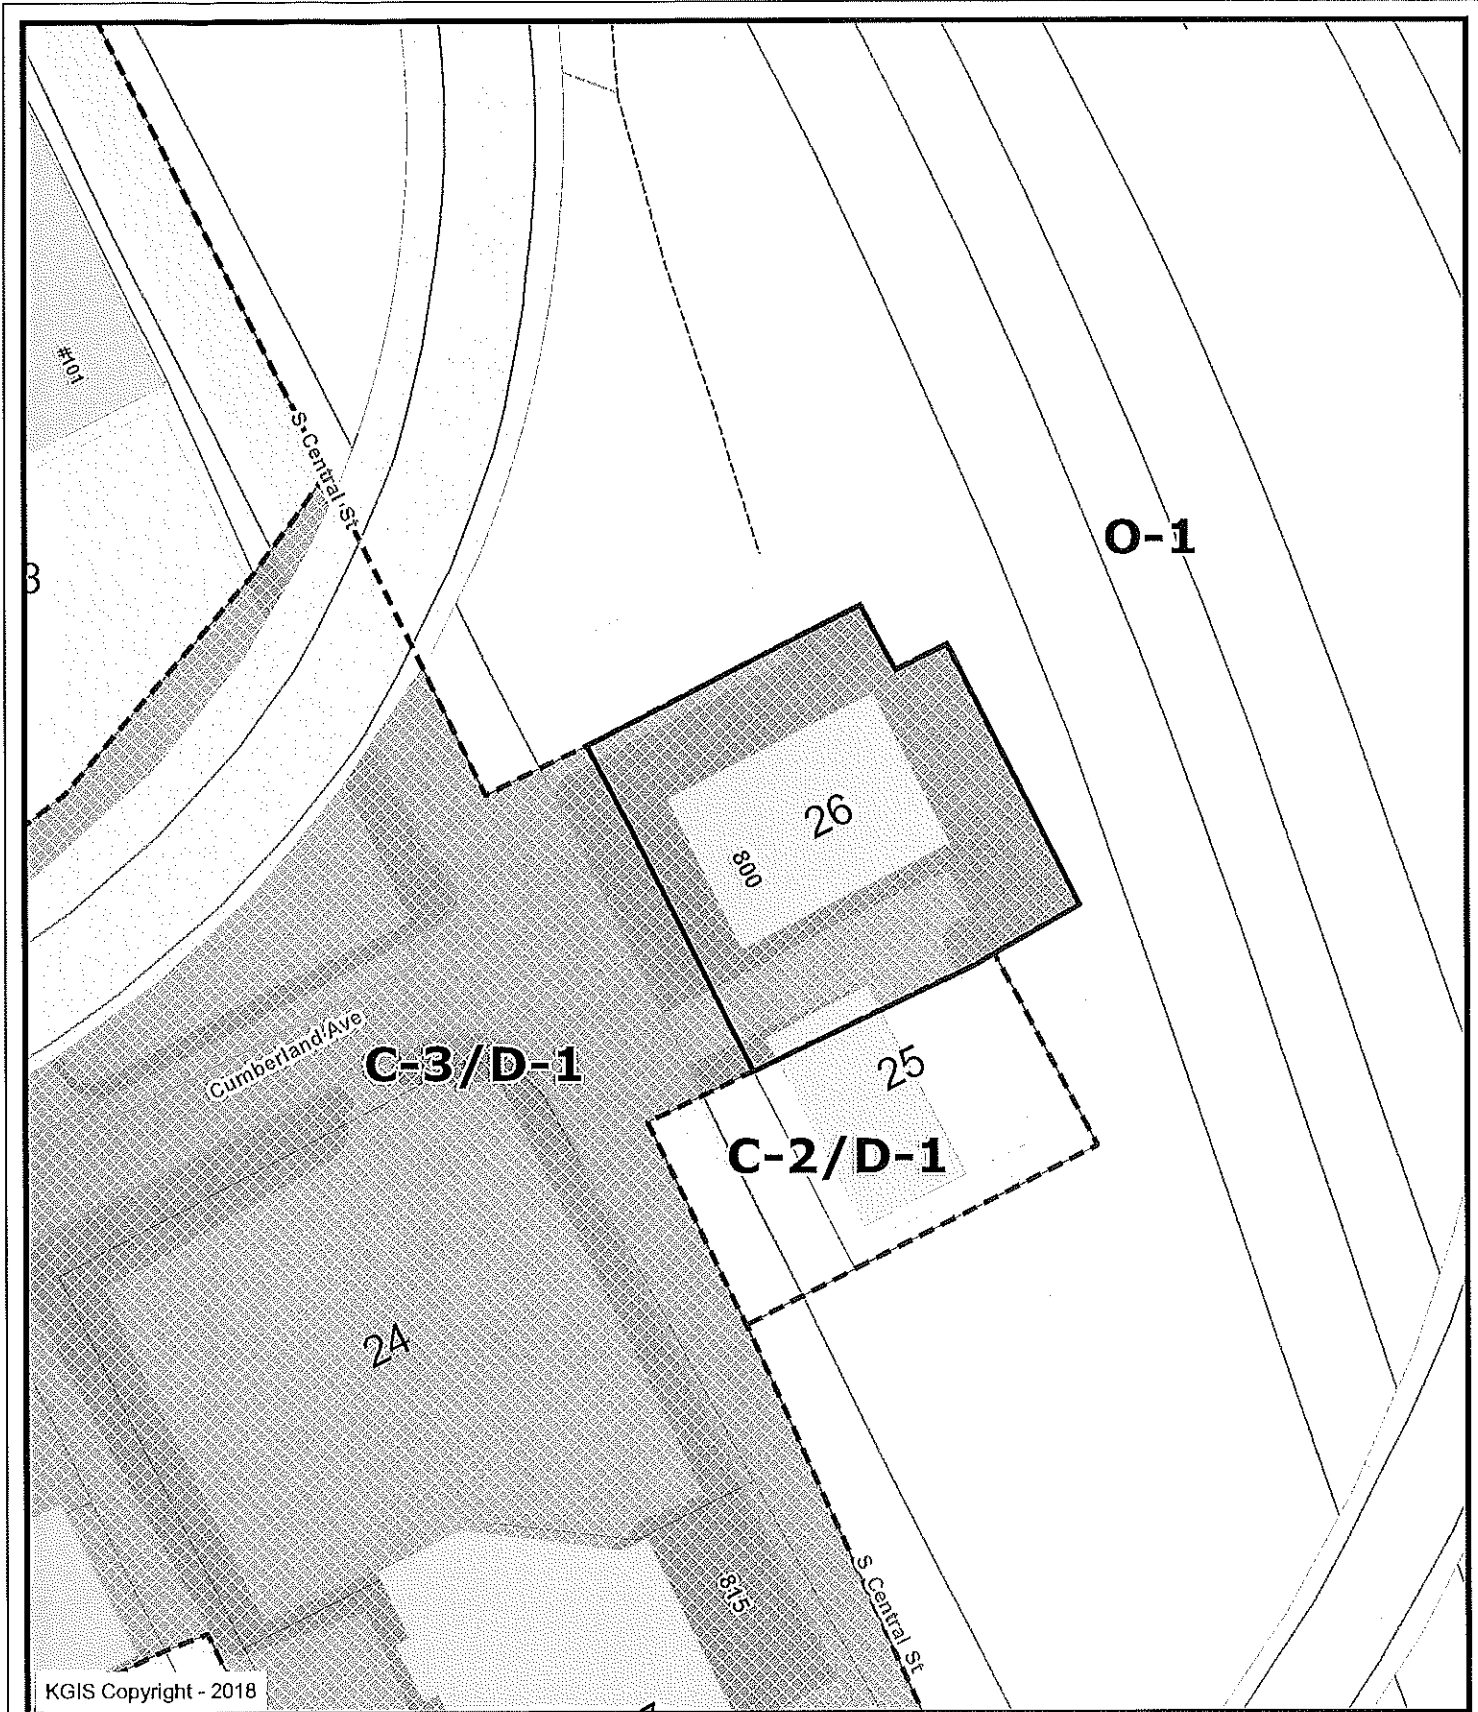 #101
S Central St
3
O-1
26
800
25
Cumberland Ave
C-3/D-1
C-2/D-1
24
815
S Central St
KGIS Copyright - 2018